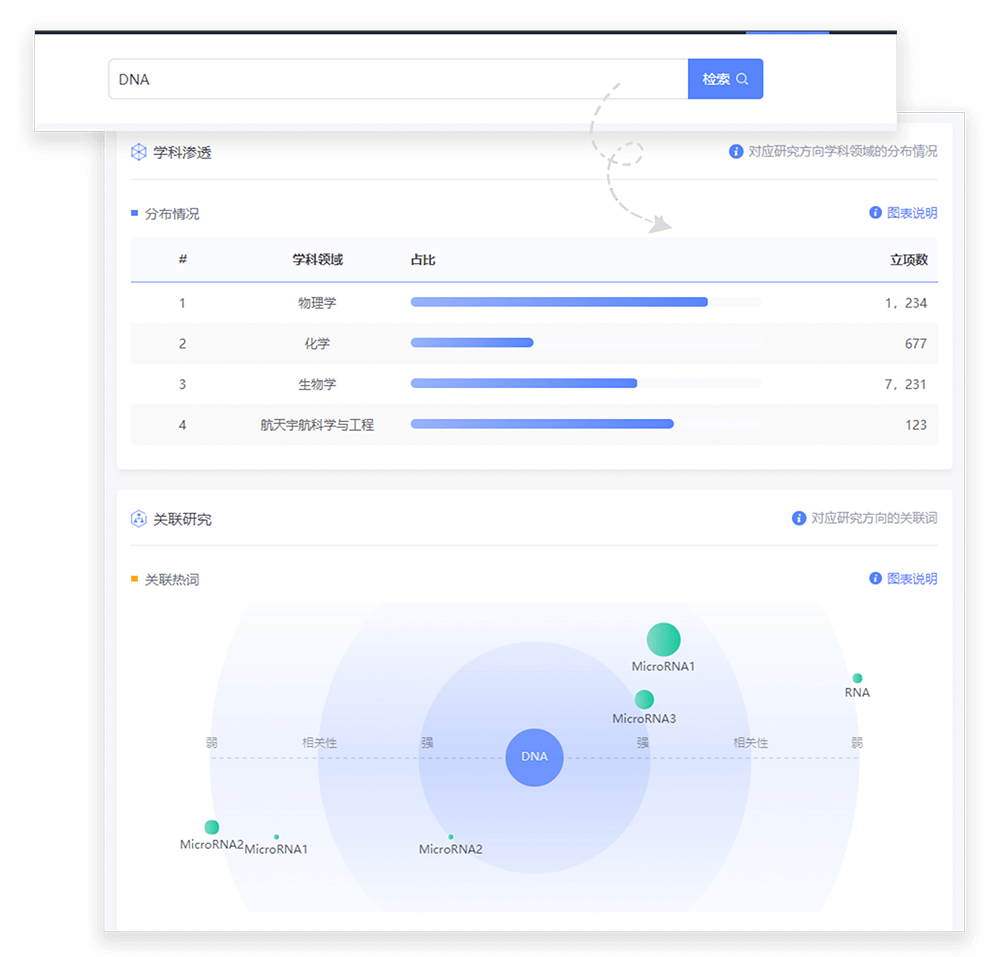 DNA 检索
学科渗透 对应研究方向学科领域的分布情况
分布情况 图表说明
# 学科领域 占比 立项数
1 物理学 1，234
2 化学 677
3 生物学 7，231
4 航天宇航科学与工程 123
关联研究 对应研究方向的关联词
关联热词 图表说明
MicroRNA1
RNA
MicroRNA3
弱 相关性 强 强 相关性 弱
DNA
MicroRNA2
MicroRNA1
MicroRNA2